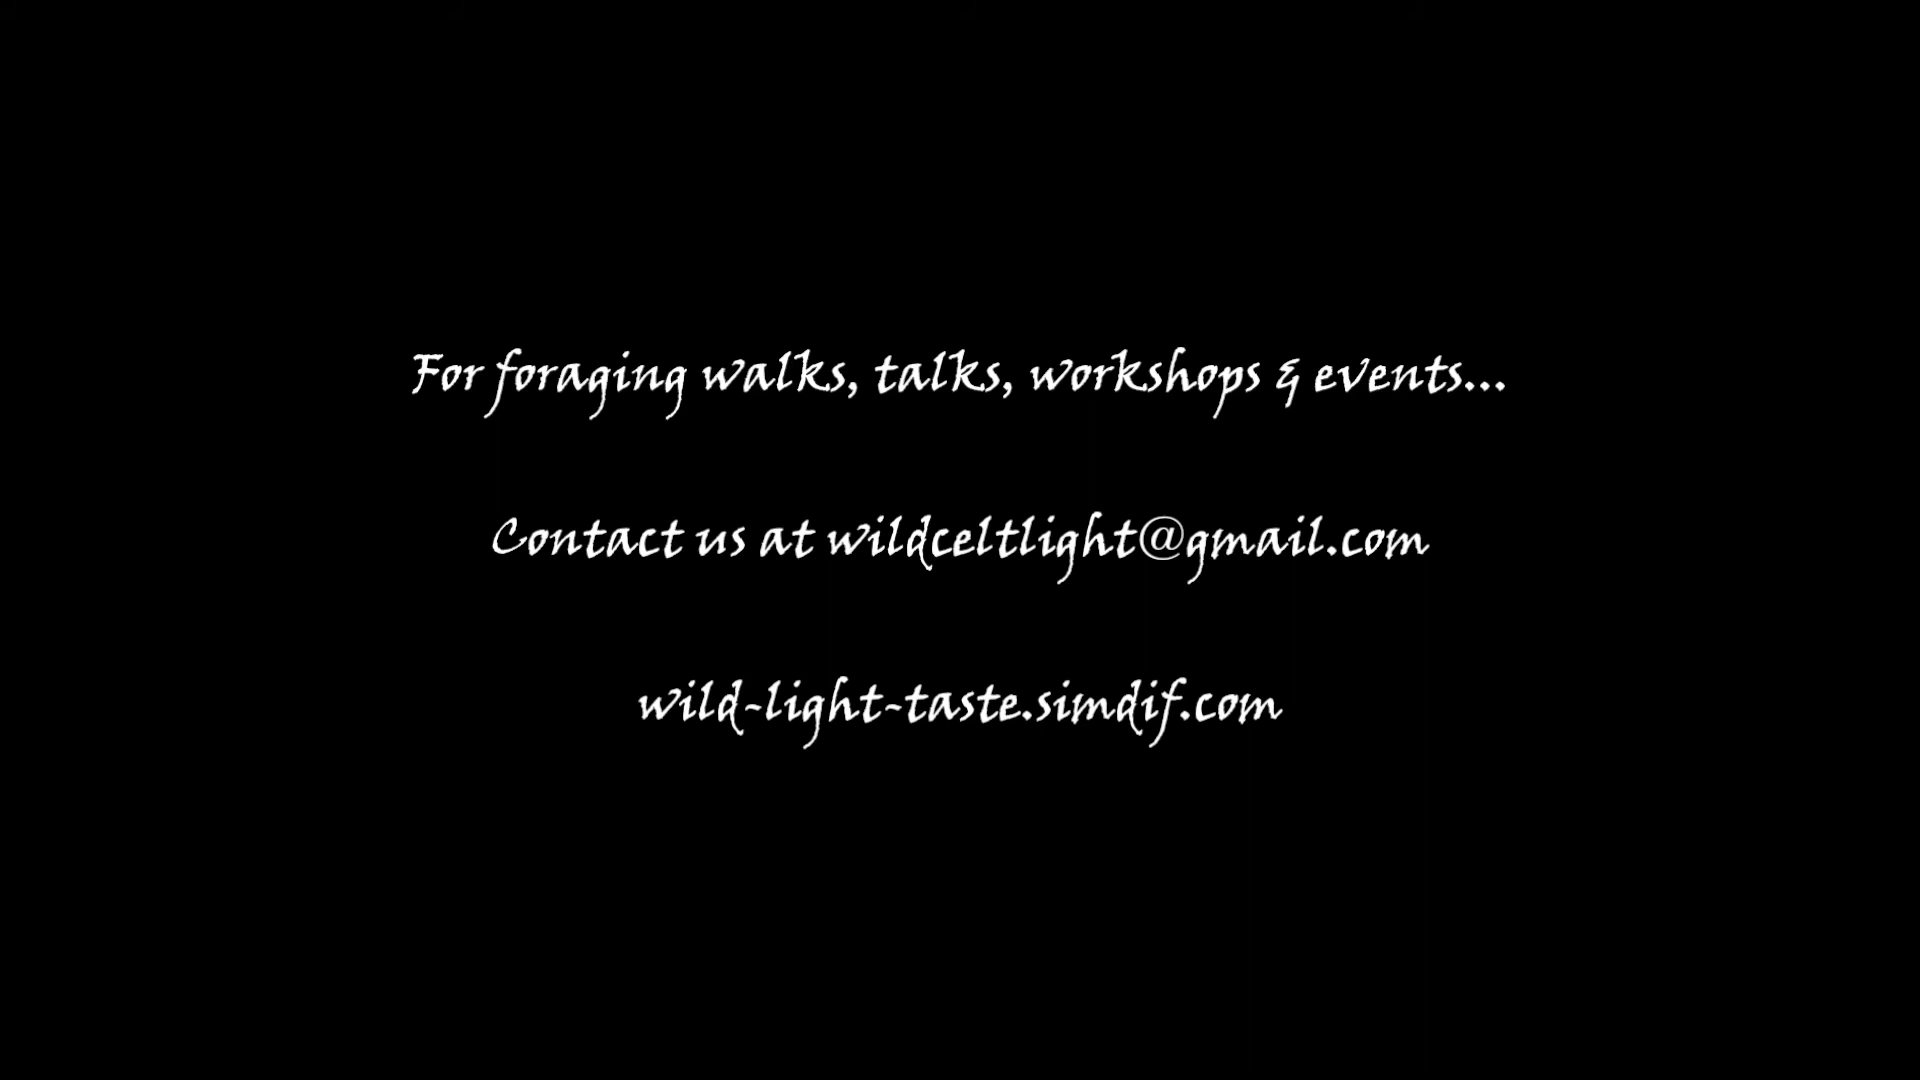 For foraging walks, talks, workshops & events...
Contact us at wildceltlight@gmail.com
wild-light-taste.simdif.com